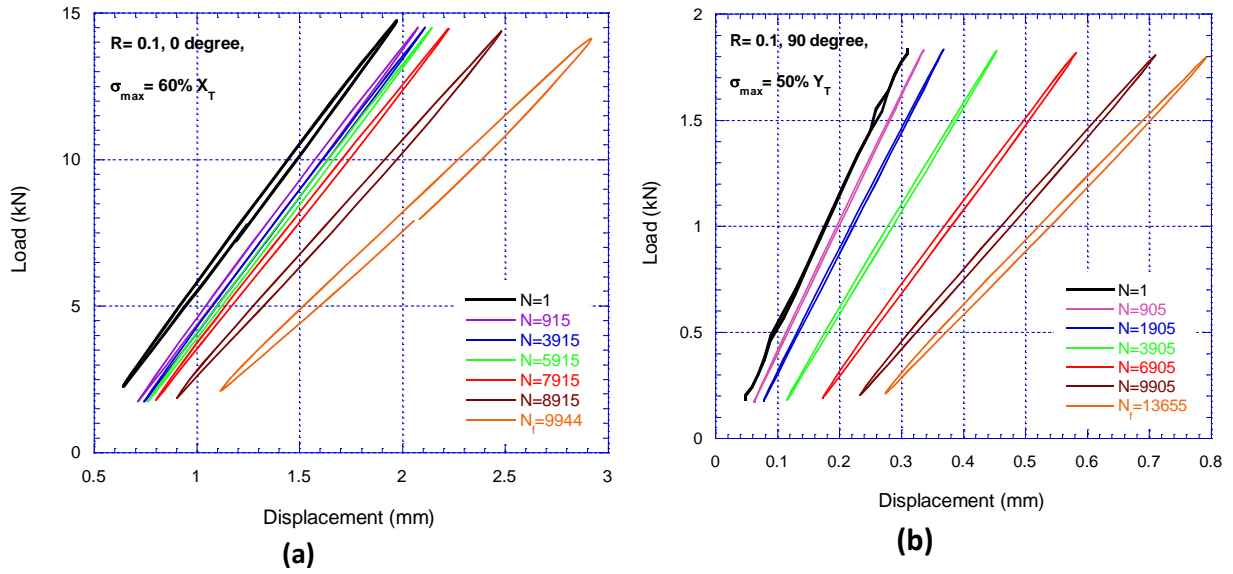 R= 0.1, 0 degree,
σmax= 60% XT
Load (kN)
15
10
5
0
0.5
1
1.5
2
2.5
3
Displacement (mm)
N=1
N=915
N=3915
N=5915
N=7915
N=8915
Nf=9944
(a)
R= 0.1, 90 degree,
σmax= 50% YT
Load (kN)
2
1.5
1
0.5
0
0
0.1
0.2
0.3
0.4
0.5
0.6
0.7
0.8
Displacement (mm)
N=1
N=905
N=1905
N=3905
N=6905
N=9905
Nf=13655
(b)